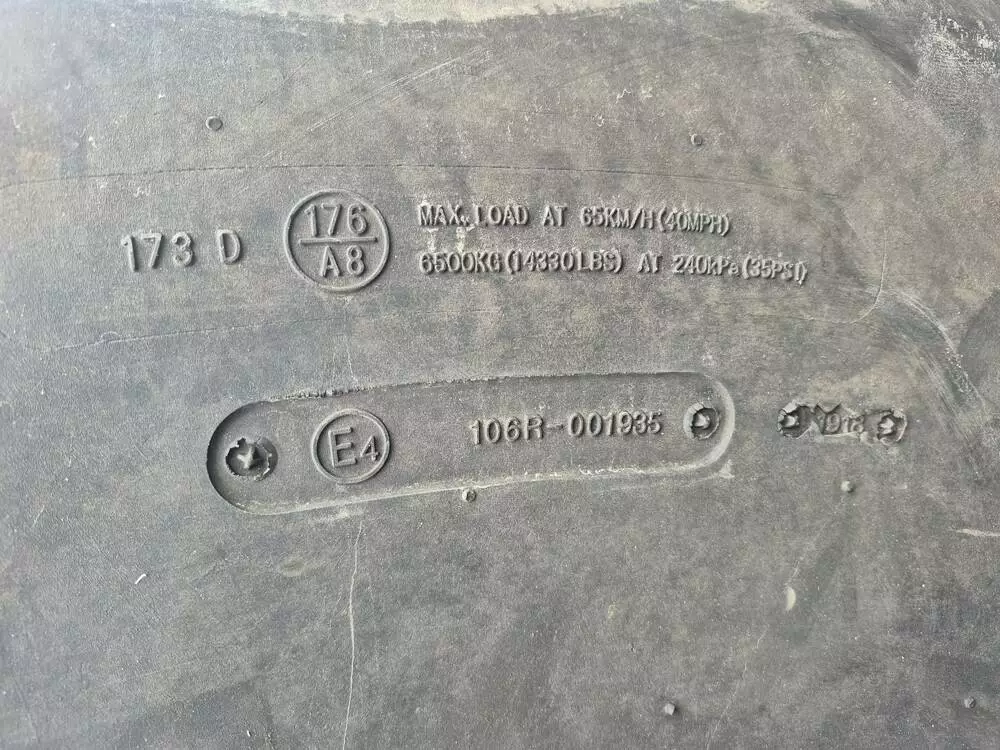 173 D
176
A8
MAX. LOAD AT 65KM/H (40MPH)
6500KG (14330LBS) AT 240kPa (35PSI)
E4
106R-001935